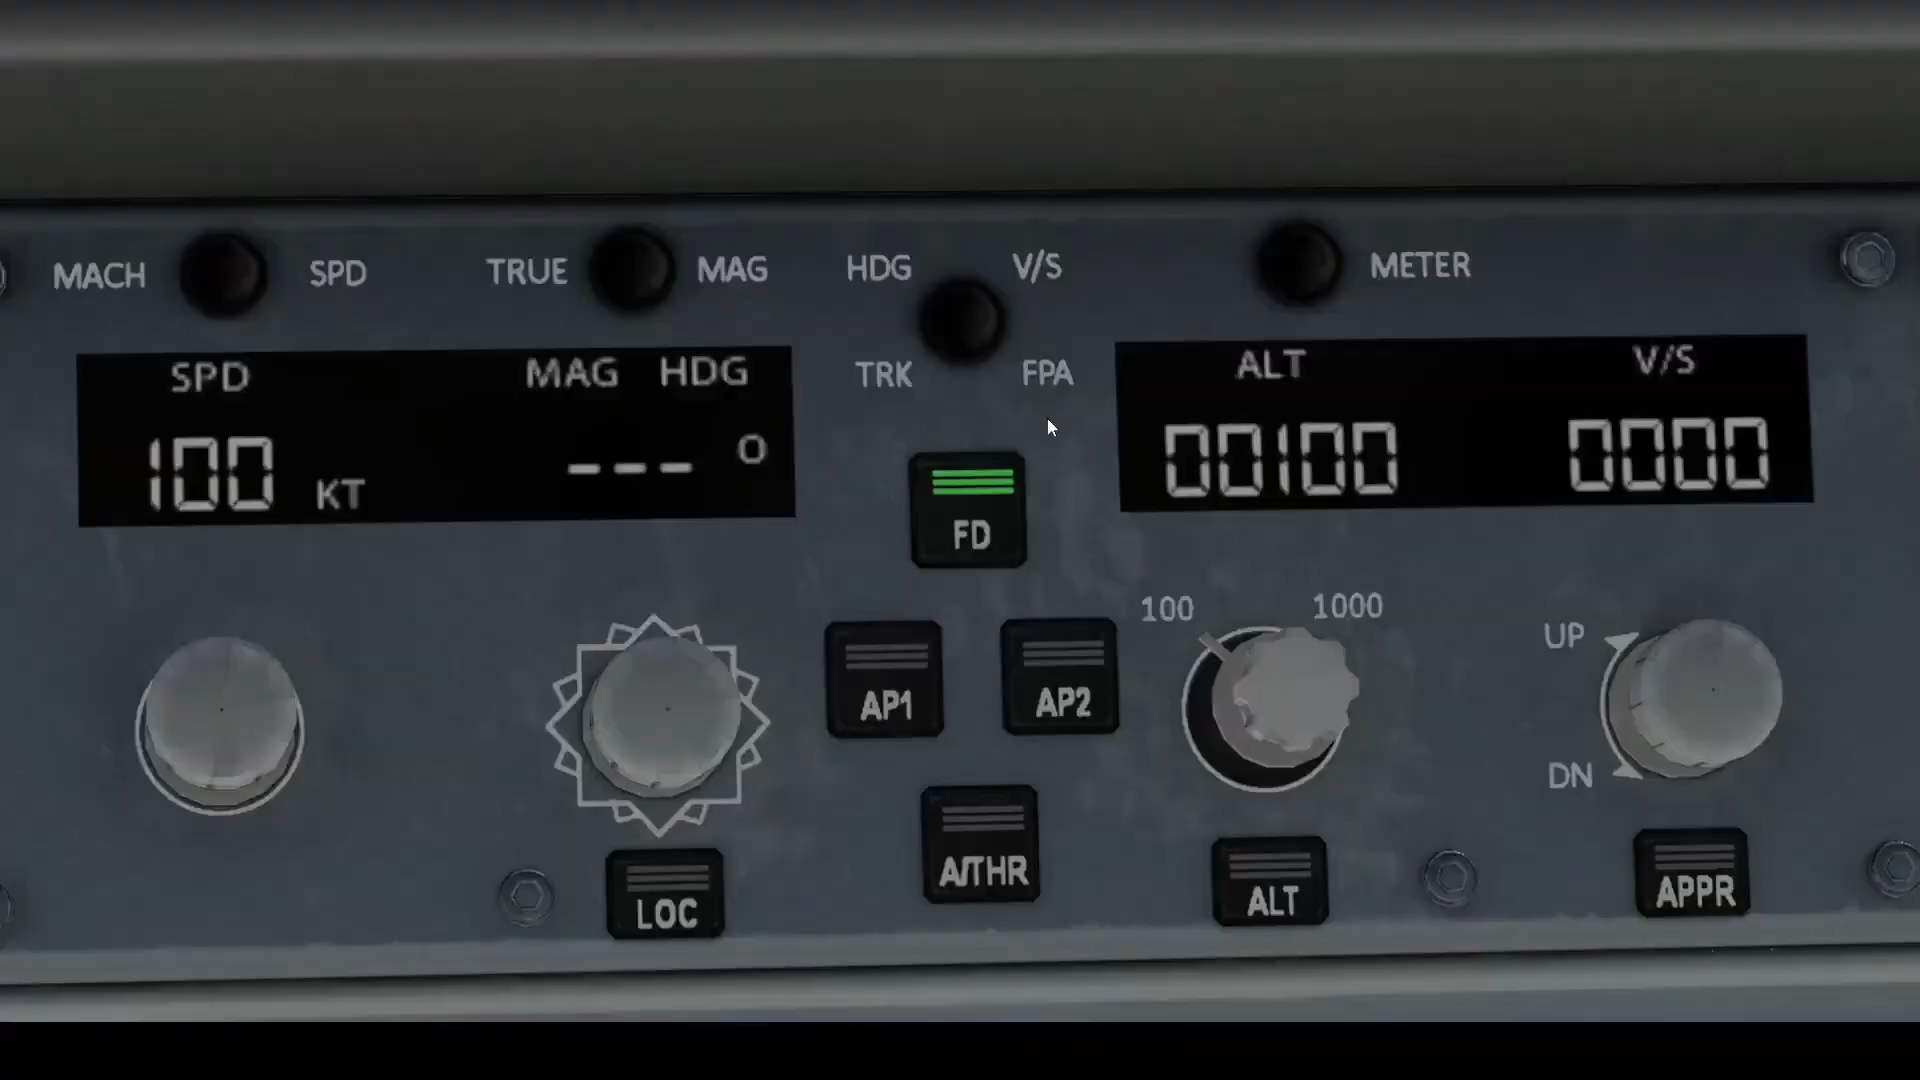 MACH SPD TRUE MAG HDG V/S METER
TRK FPA
SPD MAG HDG ALT V/S
100 KT --- o 00100 0000
FD
100 1000
UP
AP1 AP2
DN
A/THR
LOC ALT APPR